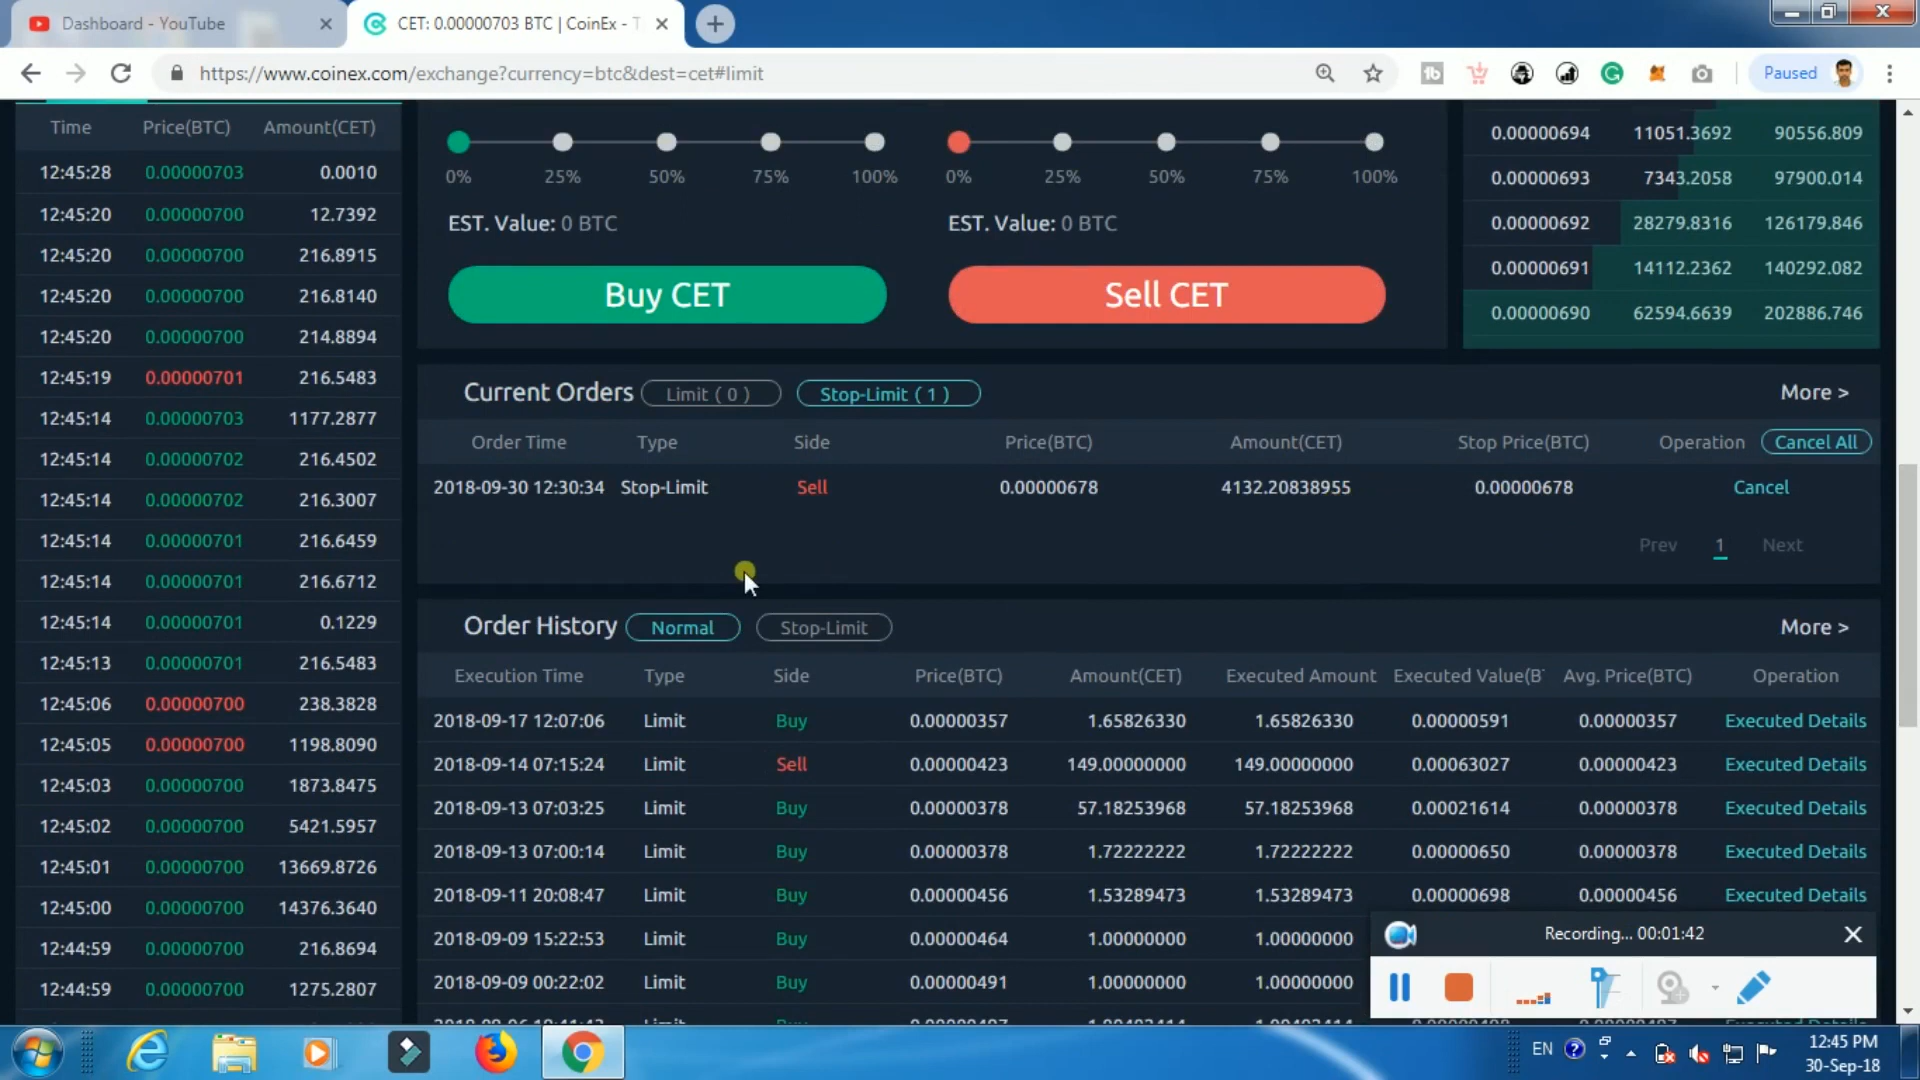 Dashboard - YouTube
CET: 0.00000703 BTC | CoinEx - T
https://www.coinex.com/exchange?currency=btc&dest=cet#limit
Paused
Time Price(BTC) Amount(CET)
12:45:28 0.00000703 0.0010
12:45:20 0.00000700 12.7392
12:45:20 0.00000700 216.8915
12:45:20 0.00000700 216.8140
12:45:20 0.00000700 214.8894
12:45:19 0.00000701 216.5483
12:45:14 0.00000703 1177.2877
12:45:14 0.00000702 216.4502
12:45:14 0.00000702 216.3007
12:45:14 0.00000701 216.6459
12:45:14 0.00000701 216.6712
12:45:14 0.00000701 0.1229
12:45:13 0.00000701 216.5483
12:45:06 0.00000700 238.3828
12:45:05 0.00000700 1198.8090
12:45:03 0.00000700 1873.8475
12:45:02 0.00000700 5421.5957
12:45:01 0.00000700 13669.8726
12:45:00 0.00000700 14376.3640
12:44:59 0.00000700 216.8694
12:44:59 0.00000700 1275.2807
0% 25% 50% 75% 100%
EST. Value: 0 BTC
Buy CET
0% 25% 50% 75% 100%
EST. Value: 0 BTC
Sell CET
0.00000694 11051.3692 90556.809
0.00000693 7343.2058 97900.014
0.00000692 28279.8316 126179.846
0.00000691 14112.2362 140292.082
0.00000690 62594.6639 202886.746
Current Orders Limit ( 0 ) Stop-Limit ( 1 ) More >
Order Time Type Side Price(BTC) Amount(CET) Stop Price(BTC) Operation Cancel All
2018-09-30 12:30:34 Stop-Limit Sell 0.00000678 4132.20838955 0.00000678 Cancel
Prev 1 Next
Order History Normal Stop-Limit More >
Execution Time Type Side Price(BTC) Amount(CET) Executed Amount Executed Value(B Avg. Price(BTC) Operation
2018-09-17 12:07:06 Limit Buy 0.00000357 1.65826330 1.65826330 0.00000591 0.00000357 Executed Details
2018-09-14 07:15:24 Limit Sell 0.00000423 149.00000000 149.00000000 0.00063027 0.00000423 Executed Details
2018-09-13 07:03:25 Limit Buy 0.00000378 57.18253968 57.18253968 0.00021614 0.00000378 Executed Details
2018-09-13 07:00:14 Limit Buy 0.00000378 1.72222222 1.72222222 0.00000650 0.00000378 Executed Details
2018-09-11 20:08:47 Limit Buy 0.00000456 1.53289473 1.53289473 0.00000698 0.00000456 Executed Details
2018-09-09 15:22:53 Limit Buy 0.00000464 1.00000000 1.00000000
2018-09-09 00:22:02 Limit Buy 0.00000491 1.00000000 1.00000000
Recording... 00:01:42
EN
12:45 PM
30-Sep-18